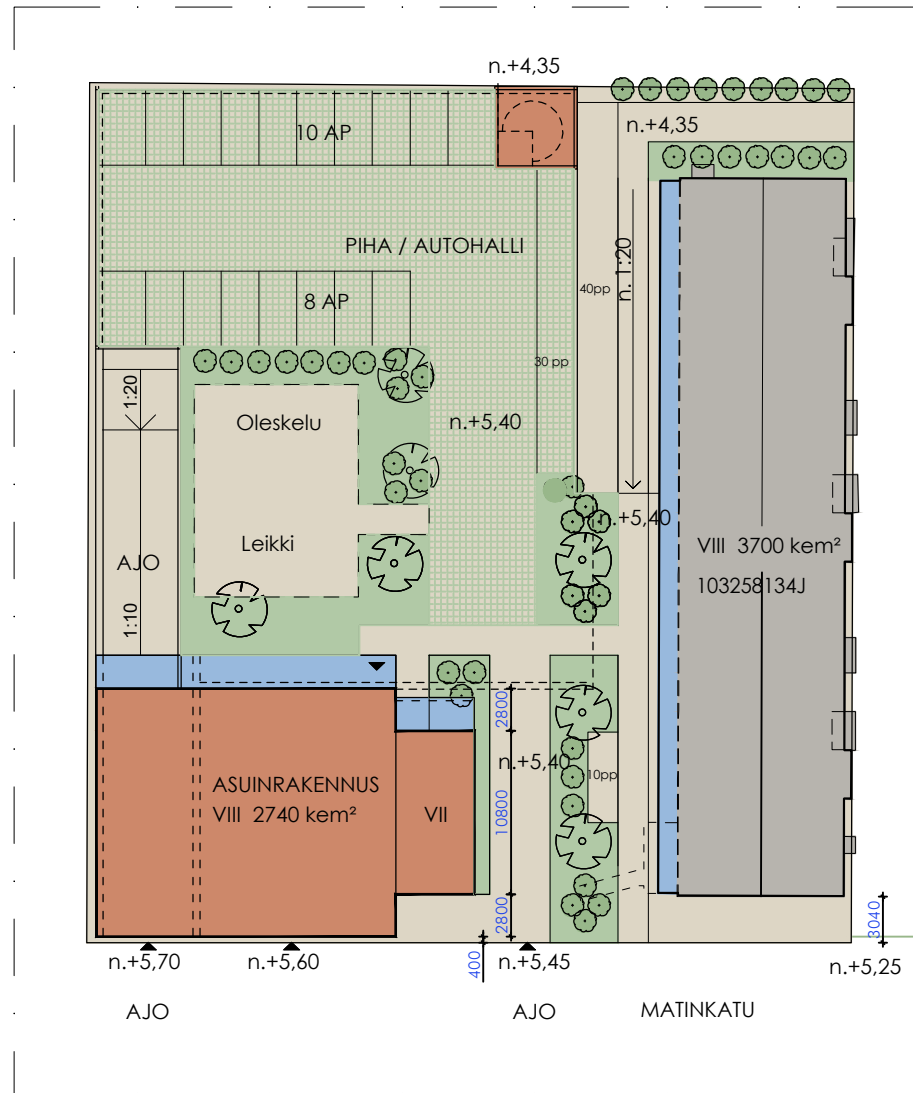 n.+4,35
n.+4,35
10 AP
PIHA / AUTOHALLI
n. 1:20
40pp
8 AP
30 pp
1:20
Oleskelu
n.+5,40
n.+5,40
Leikki
AJO
VIII 3700 kem²
103258134J
1:10
2800
n.+5,40
10pp
ASUINRAKENNUS
VIII 2740 kem²
VII
10800
2800
3040
400
n.+5,70
n.+5,60
n.+5,45
n.+5,25
AJO
AJO
MATINKATU